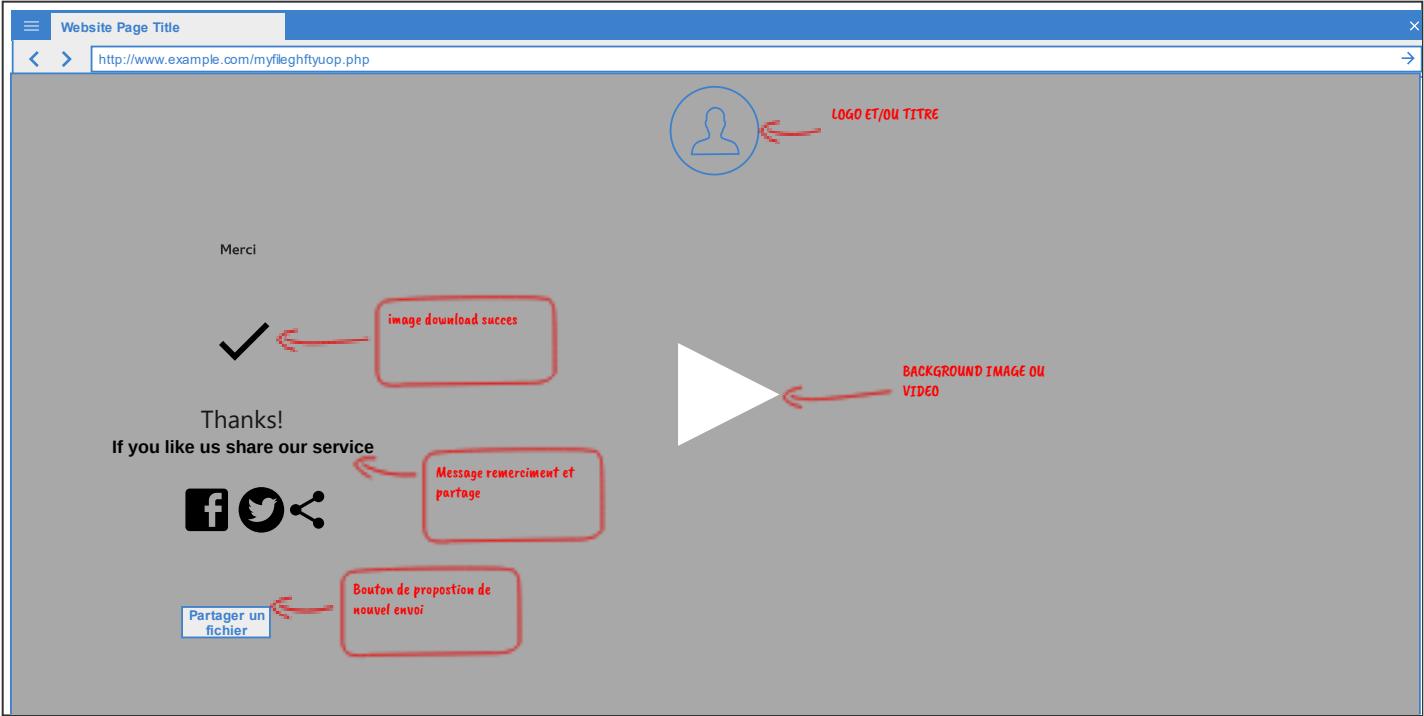 Website Page Title
http://www.example.com/myfileghftyuop.php
LOGO ET/OU TITRE
Merci
image download succes
BACKGROUND IMAGE OU
VIDEO
Thanks!
If you like us share our service
Message remerciment et
partage
Bouton de propostion de
nouvel envoi
Partager un
fichier